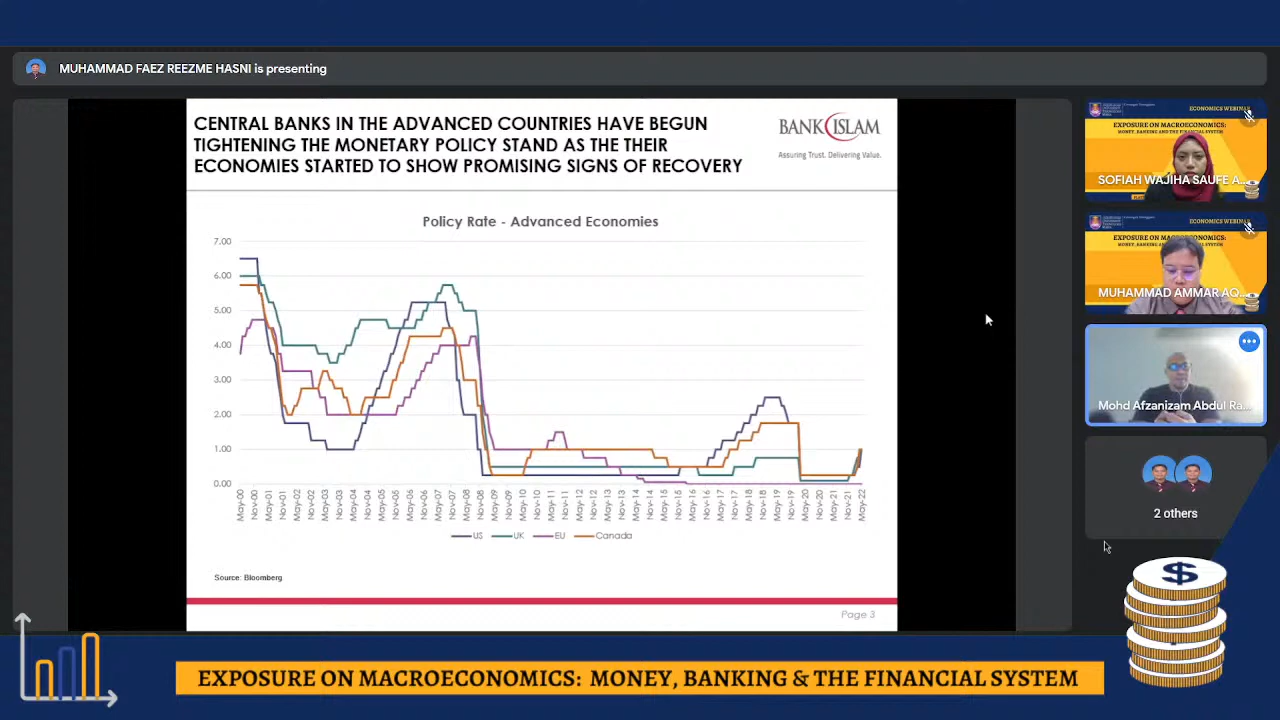 MUHAMMAD FAEZ REEZME HASNI is presenting
CENTRAL BANKS IN THE ADVANCED COUNTRIES HAVE BEGUN
TIGHTENING THE MONETARY POLICY STAND AS THE THEIR
ECONOMIES STARTED TO SHOW PROMISING SIGNS OF RECOVERY
BANK ISLAM
Assuring Trust. Delivering Value.
Policy Rate - Advanced Economies
7.00
6.00
5.00
4.00
3.00
2.00
1.00
0.00
May-00
Nov-00
May-01
Nov-01
May-02
Nov-02
May-03
Nov-03
May-04
Nov-04
May-05
Nov-05
May-06
Nov-06
May-07
Nov-07
May-08
Nov-08
May-09
Nov-09
May-10
Nov-10
May-11
Nov-11
May-12
Nov-12
May-13
Nov-13
May-14
Nov-14
May-15
Nov-15
May-16
Nov-16
May-17
Nov-17
May-18
Nov-18
May-19
Nov-19
May-20
Nov-20
May-21
Nov-21
May-22
US UK EU Canada
Source: Bloomberg
Page 3
ECONOMICS WEBINAR
EXPOSURE ON MACROECONOMICS:
MONEY, BANKING AND THE FINANCIAL SYSTEM
SOFIAH WAJIHA SAUFE A...
ECONOMICS WEBINAR
MUHAMMAD AMMAR AQ...
Mohd Afzanizam Abdul Ra...
2 others
$
EXPOSURE ON MACROECONOMICS: MONEY, BANKING & THE FINANCIAL SYSTEM